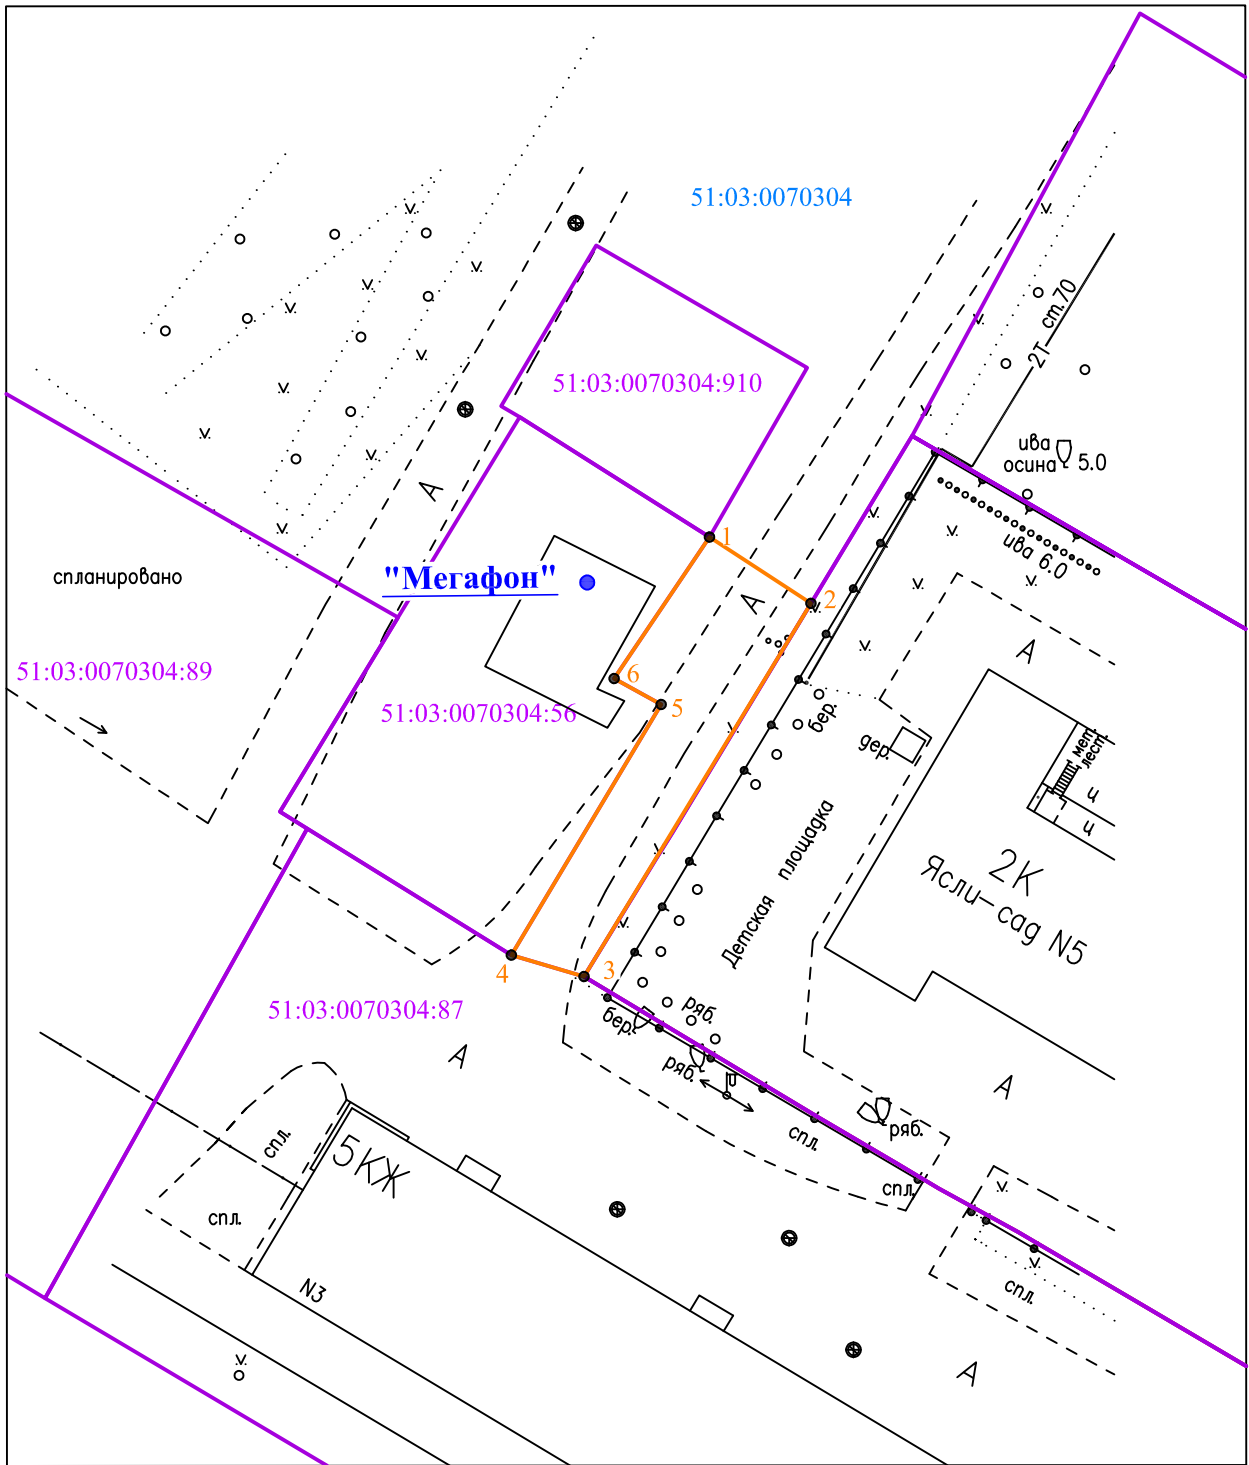 51:03:0070304
2Т
ст.70
51:03:0070304:910
ива
осина 5.0
А
1
ива 6.0
спланировано
"Мегафон"
А
2
А
6
51:03:0070304:89
51:03:0070304:56
5
бер.
дер.
мет.
лест.
ц
ц
Детская площадка
2К
Ясли-сад N5
4
3
51:03:0070304:87
бер.
ряб.
А
ряб.
А
спл.
ряб.
спл.
5КЖ
спл.
спл.
спл.
N3
А